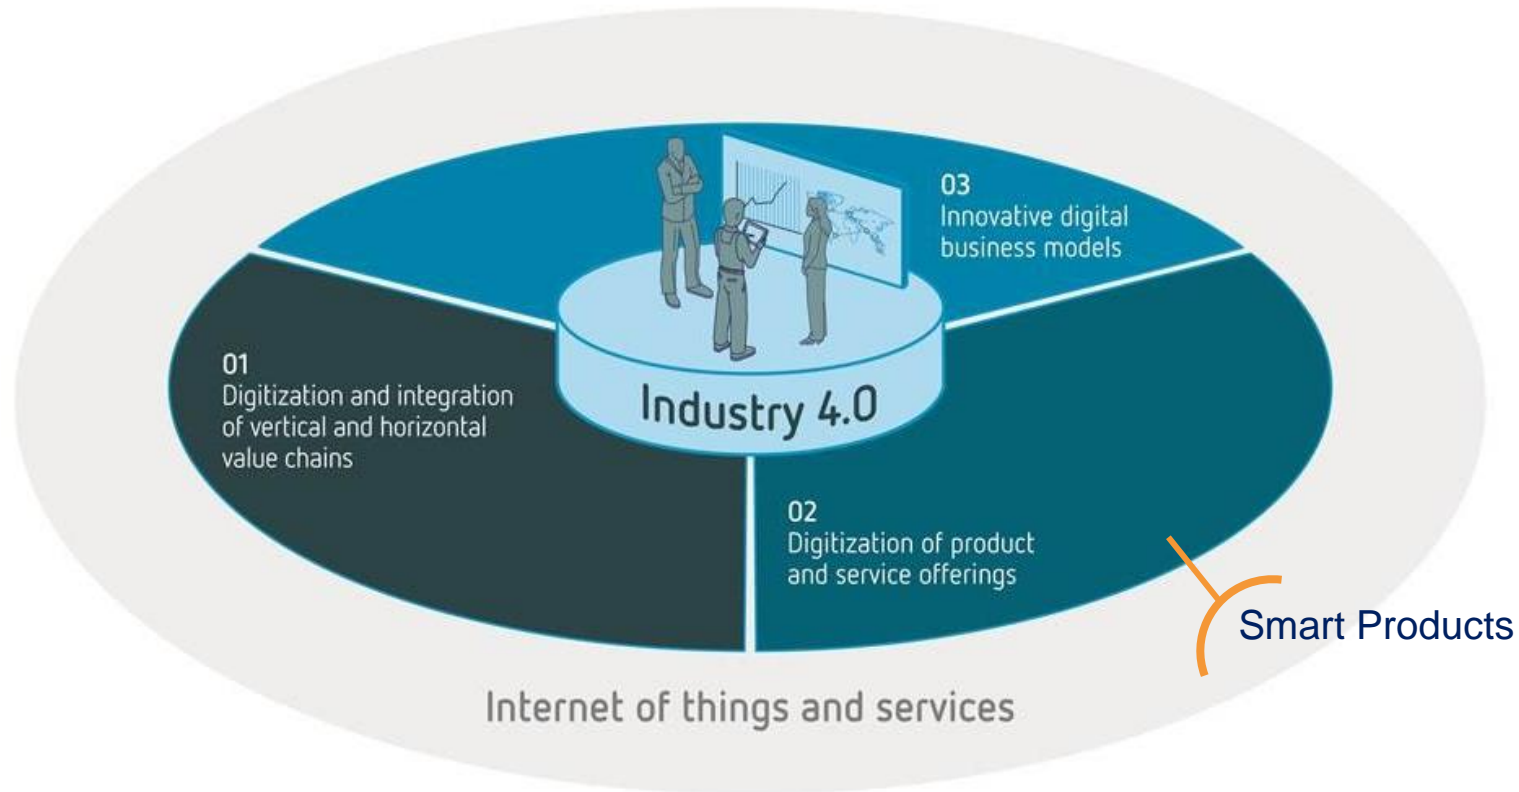 03
Innovative digital
business models
01
Digitization and integration
of vertical and horizontal
value chains
Industry 4.0
02
Digitization of product
and service offerings
Smart Products
Internet of things and services